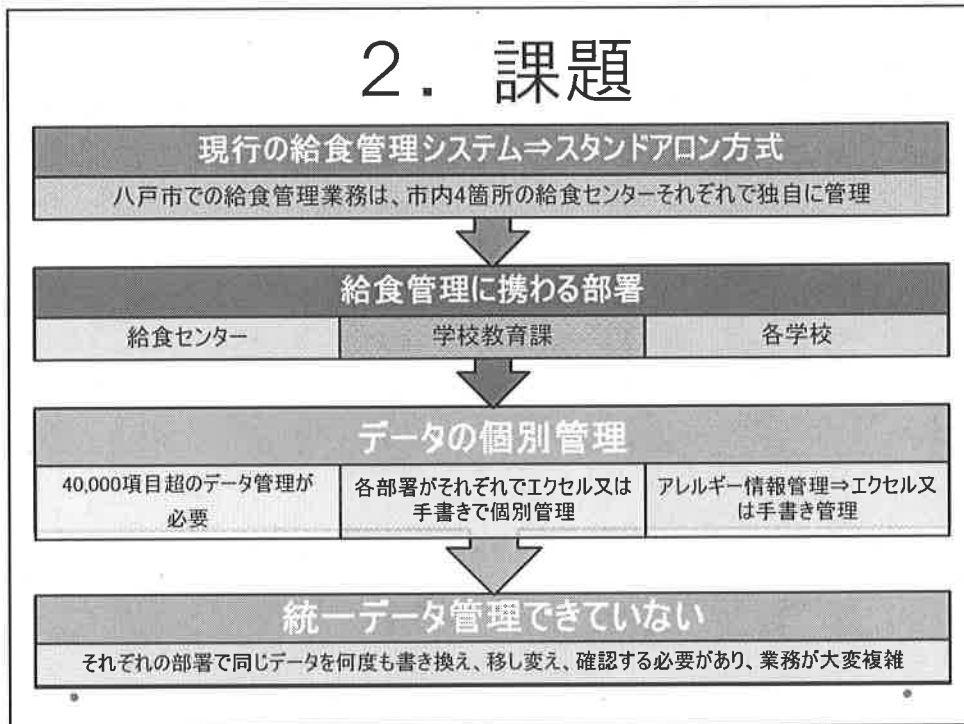 2．課題
現行の給食管理システム⇒スタンドアロン方式
八戸市での給食管理業務は、市内4箇所の給食センターそれぞれで独自に管理
給食管理に携わる部署
給食センター
学校教育課
各学校
データの個別管理
40,000項目超のデータ管理が
必要
各部署がそれぞれでエクセル又は
手書きで個別管理
アレルギー情報管理⇒エクセル又
は手書き管理
統一データ管理できていない
それぞれの部署で同じデータを何度も書き換え、移し変え、確認する必要があり、業務が大変複雑